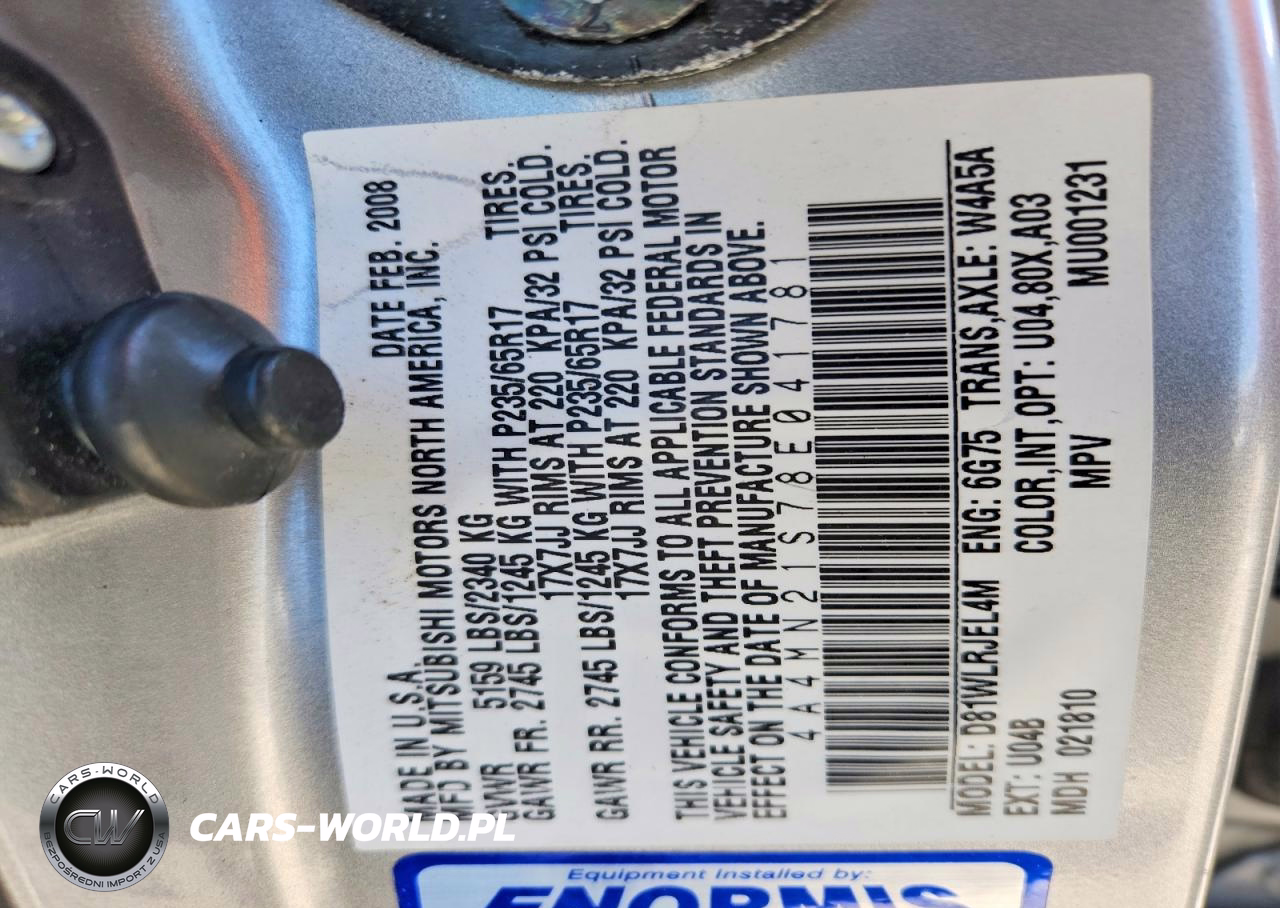 MADE IN U.S.A. DATE FEB. 2008
MFD BY MITSUBISHI MOTORS NORTH AMERICA, INC.
GVWR 5159 LBS/2340 KG
GAWR FR. 2745 LBS/1245 KG WITH P235/65R17 TIRES.
17X7JJ RIMS AT 220 KPA/32 PSI COLD.
GAWR RR. 2745 LBS/1245 KG WITH P235/65R17 TIRES.
17X7JJ RIMS AT 220 KPA/32 PSI COLD.
THIS VEHICLE CONFORMS TO ALL APPLICABLE FEDERAL MOTOR
VEHICLE SAFETY AND THEFT PREVENTION STANDARDS IN
EFFECT ON THE DATE OF MANUFACTURE SHOWN ABOVE.
4A4MN21S78E041781
MODEL: D81WLRJEL4M ENG: 6G75 TRANS,AXLE: W4A5A
EXT: U04B COLOR,INT,OPT: U04,80X,A03
MDH 021810 MPV MU001231
Equipment Installed by:
ENORMIS
CARS-WORLD
CW
BEZPOŚREDNI IMPORT Z USA
CARS-WORLD.PL